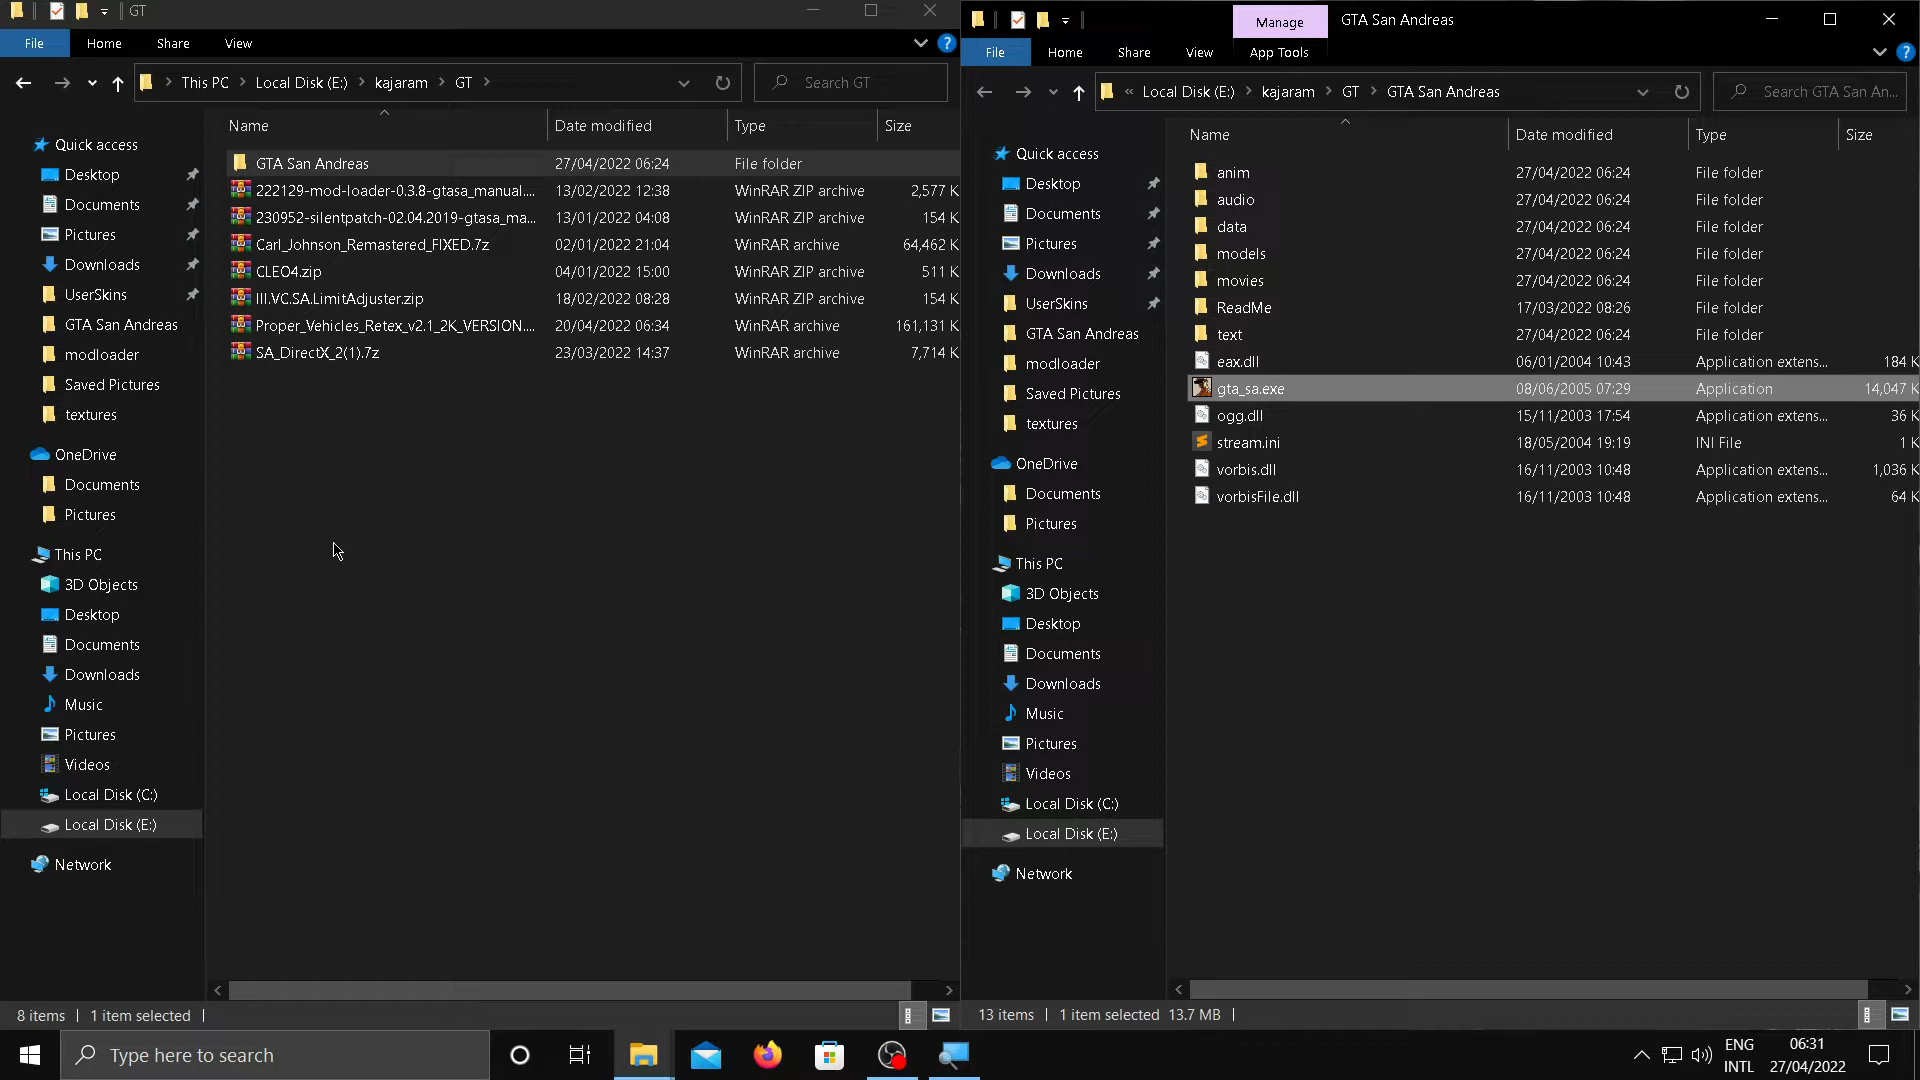 GT
File Home Share View
This PC Local Disk (E:) kajaram GT
Search GT
Name Date modified Type Size
Quick access
Desktop
Documents
Pictures
Downloads
UserSkins
GTA San Andreas
modloader
Saved Pictures
textures
OneDrive
Documents
Pictures
This PC
3D Objects
Desktop
Documents
Downloads
Music
Pictures
Videos
Local Disk (C:)
Local Disk (E:)
Network
GTA San Andreas 27/04/2022 06:24 File folder
222129-mod-loader-0.3.8-gtasa_manual.... 13/02/2022 12:38 WinRAR ZIP archive 2,577 K
230952-silentpatch-02.04.2019-gtasa_ma... 13/01/2022 04:08 WinRAR ZIP archive 154 K
Carl_Johnson_Remastered_FIXED.7z 02/01/2022 21:04 WinRAR archive 64,462 K
CLEO4.zip 04/01/2022 15:00 WinRAR ZIP archive 511 K
III.VC.SA.LimitAdjuster.zip 18/02/2022 08:28 WinRAR ZIP archive 154 K
Proper_Vehicles_Retex_v2.1_2K_VERSION.... 20/04/2022 06:34 WinRAR archive 161,131 K
SA_DirectX_2(1).7z 23/03/2022 14:37 WinRAR archive 7,714 K
8 items 1 item selected
Manage GTA San Andreas
File Home Share View App Tools
« Local Disk (E:) kajaram GT GTA San Andreas
Search GTA San An...
Name Date modified Type Size
Quick access
Desktop
Documents
Pictures
Downloads
UserSkins
GTA San Andreas
modloader
Saved Pictures
textures
OneDrive
Documents
Pictures
This PC
3D Objects
Desktop
Documents
Downloads
Music
Pictures
Videos
Local Disk (C:)
Local Disk (E:)
Network
anim 27/04/2022 06:24 File folder
audio 27/04/2022 06:24 File folder
data 27/04/2022 06:24 File folder
models 27/04/2022 06:24 File folder
movies 27/04/2022 06:24 File folder
ReadMe 17/03/2022 08:26 File folder
text 27/04/2022 06:24 File folder
eax.dll 06/01/2004 10:43 Application extens... 184 K
gta_sa.exe 08/06/2005 07:29 Application 14,047 K
ogg.dll 15/11/2003 17:54 Application extens... 36 K
stream.ini 18/05/2004 19:19 INI File 1 K
vorbis.dll 16/11/2003 10:48 Application extens... 1,036 K
vorbisFile.dll 16/11/2003 10:48 Application extens... 64 K
13 items 1 item selected 13.7 MB
Type here to search
ENG
INTL
06:31
27/04/2022